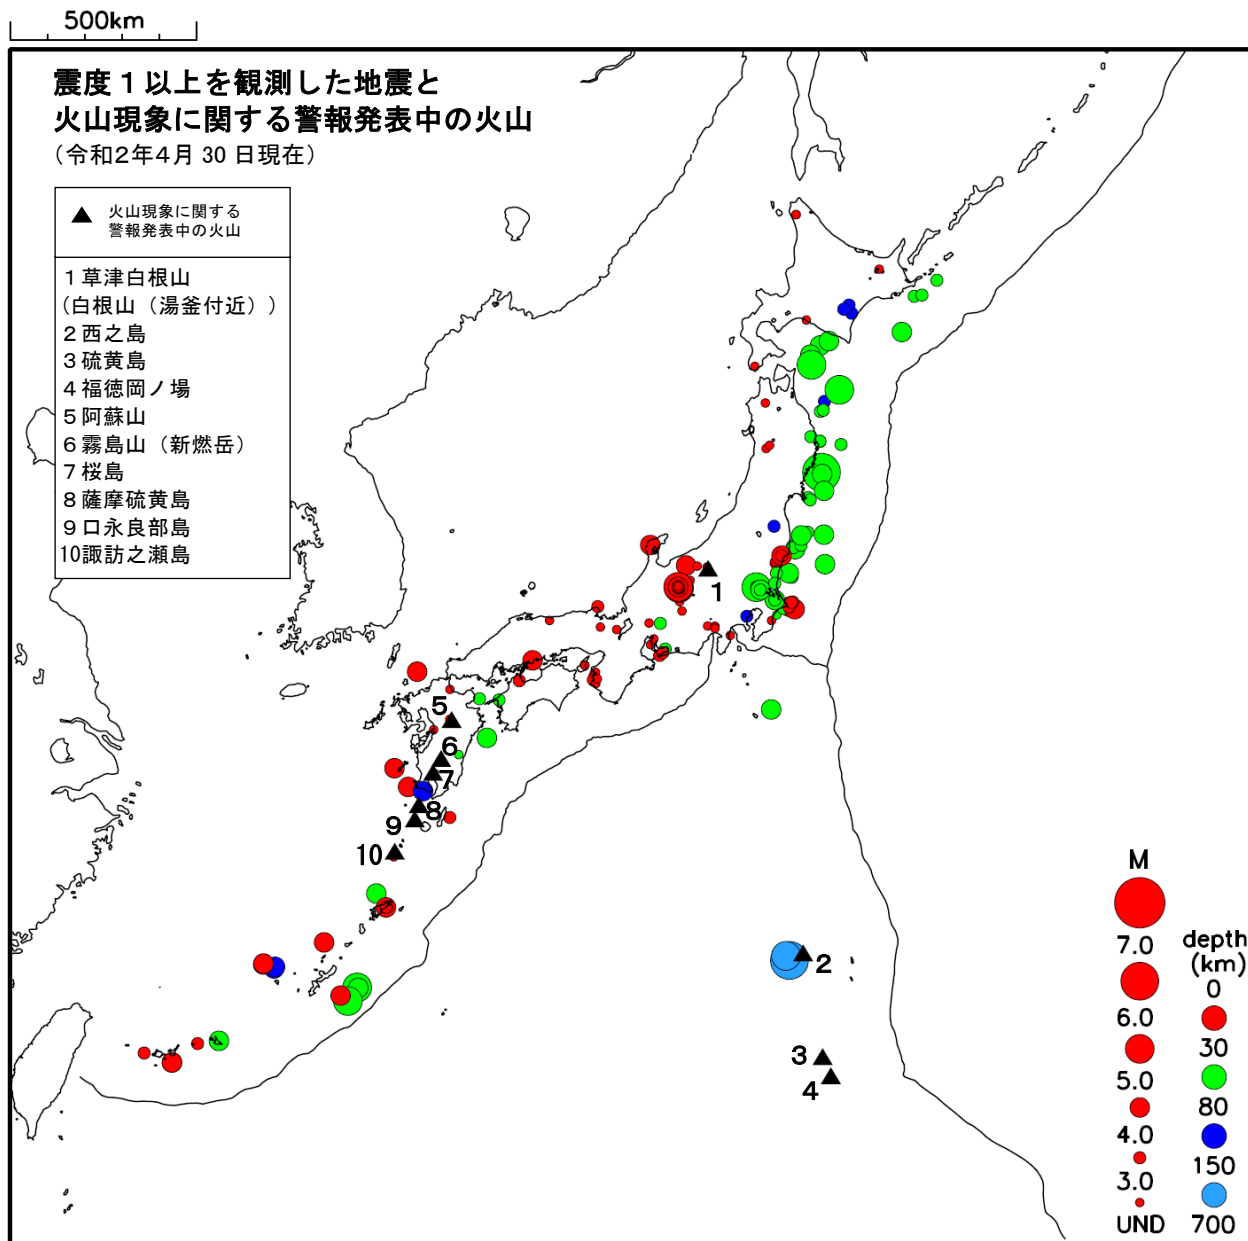 500km
震度１以上を観測した地震と
火山現象に関する警報発表中の火山
（令和2年4月 30 日現在）
▲ 火山現象に関する
警報発表中の火山
１草津白根山
(白根山（湯釜付近）)
２西之島
３硫黄島
４福徳岡ノ場
５阿蘇山
６霧島山（新燃岳）
７桜島
８薩摩硫黄島
９口永良部島
10諏訪之瀬島
1
5
6
7
8
9
10
2
3
4
M
7.0
6.0
5.0
4.0
3.0
UND
depth
(km)
0
30
80
150
700